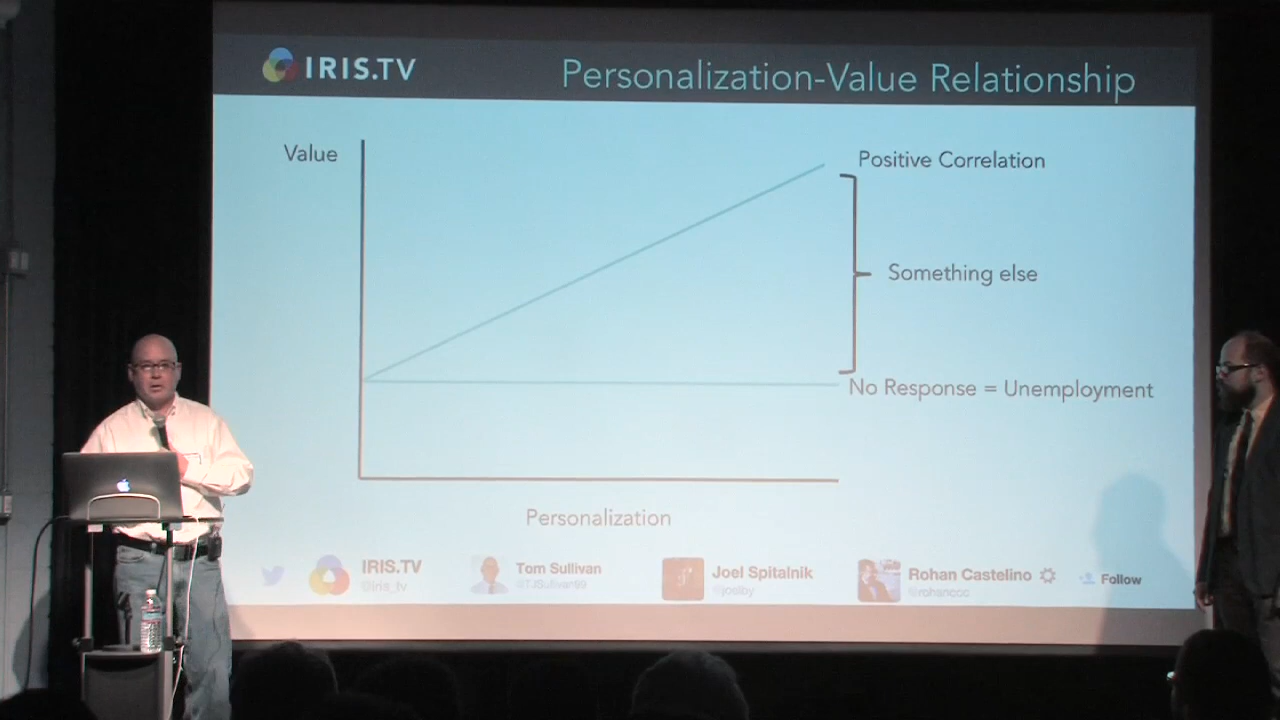 IRIS.TV
Personalization-Value Relationship
Value
Positive Correlation
Something else
No Response = Unemployment
Personalization
IRIS.TV
@iris_tv
Tom Sullivan
@TJSullivan99
Joel Spitalnik
@joelby
Rohan Castelino
Follow